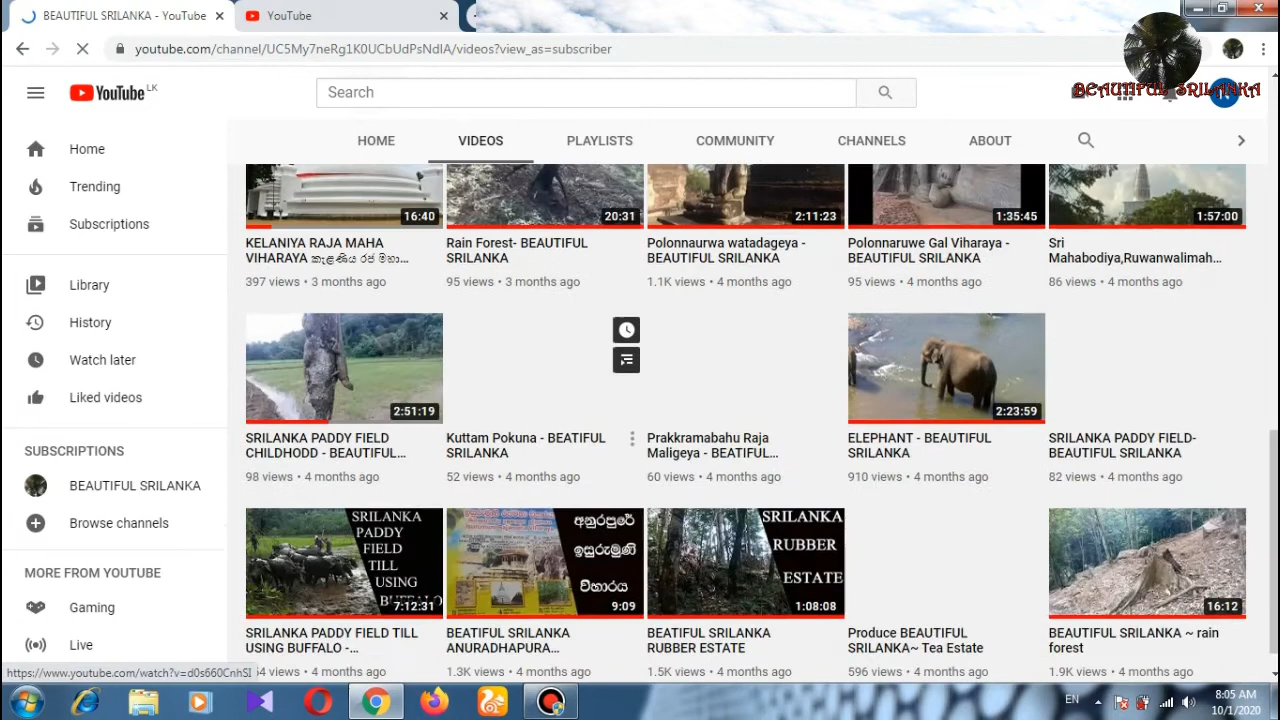 BEAUTIFUL SRILANKA - YouTube
YouTube
youtube.com/channel/UC5My7neRg1K0UCbUdPsNdIA/videos?view_as=subscriber
YouTube LK
Search
BEAUTIFUL SRILANKA
HOME VIDEOS PLAYLISTS COMMUNITY CHANNELS ABOUT
Home
Trending
Subscriptions
Library
History
Watch later
Liked videos
SUBSCRIPTIONS
BEAUTIFUL SRILANKA
Browse channels
MORE FROM YOUTUBE
Gaming
Live
16:40
KELANIYA RAJA MAHA
VIHARAYA කැළණිය රජ මහා...
397 views • 3 months ago
20:31
Rain Forest- BEAUTIFUL
SRILANKA
95 views • 3 months ago
2:11:23
Polonnaurwa watadageya -
BEAUTIFUL SRILANKA
1.1K views • 4 months ago
1:35:45
Polonnaruwe Gal Viharaya -
BEAUTIFUL SRILANKA
95 views • 4 months ago
1:57:00
Sri
Mahabodiya,Ruwanwalimah...
86 views • 4 months ago
2:51:19
SRILANKA PADDY FIELD
CHILDHODD - BEAUTIFUL...
98 views • 4 months ago
Kuttam Pokuna - BEATIFUL
SRILANKA
52 views • 4 months ago
Prakkramabahu Raja
Maligeya - BEATIFUL...
60 views • 4 months ago
2:23:59
ELEPHANT - BEAUTIFUL
SRILANKA
910 views • 4 months ago
SRILANKA PADDY FIELD-
BEAUTIFUL SRILANKA
82 views • 4 months ago
SRILANKA
PADDY
FIELD
TILL
USING
7:12:31
SRILANKA PADDY FIELD TILL
USING BUFFALO -...
views • 4 months ago
අනුරපුරේ
ඉසුරුමුණි
විහාරය
9:09
BEATIFUL SRILANKA
ANURADHAPURA...
1.3K views • 4 months ago
SRILANKA
RUBBER
ESTATE
1:08:08
BEATIFUL SRILANKA
RUBBER ESTATE
1.5K views • 4 months ago
Produce BEAUTIFUL
SRILANKA~ Tea Estate
596 views • 4 months ago
16:12
BEAUTIFUL SRILANKA ~ rain
forest
1.9K views • 4 months ago
https://www.youtube.com/watch?v=d0s660CnhSI
EN
8:05 AM
10/1/2020